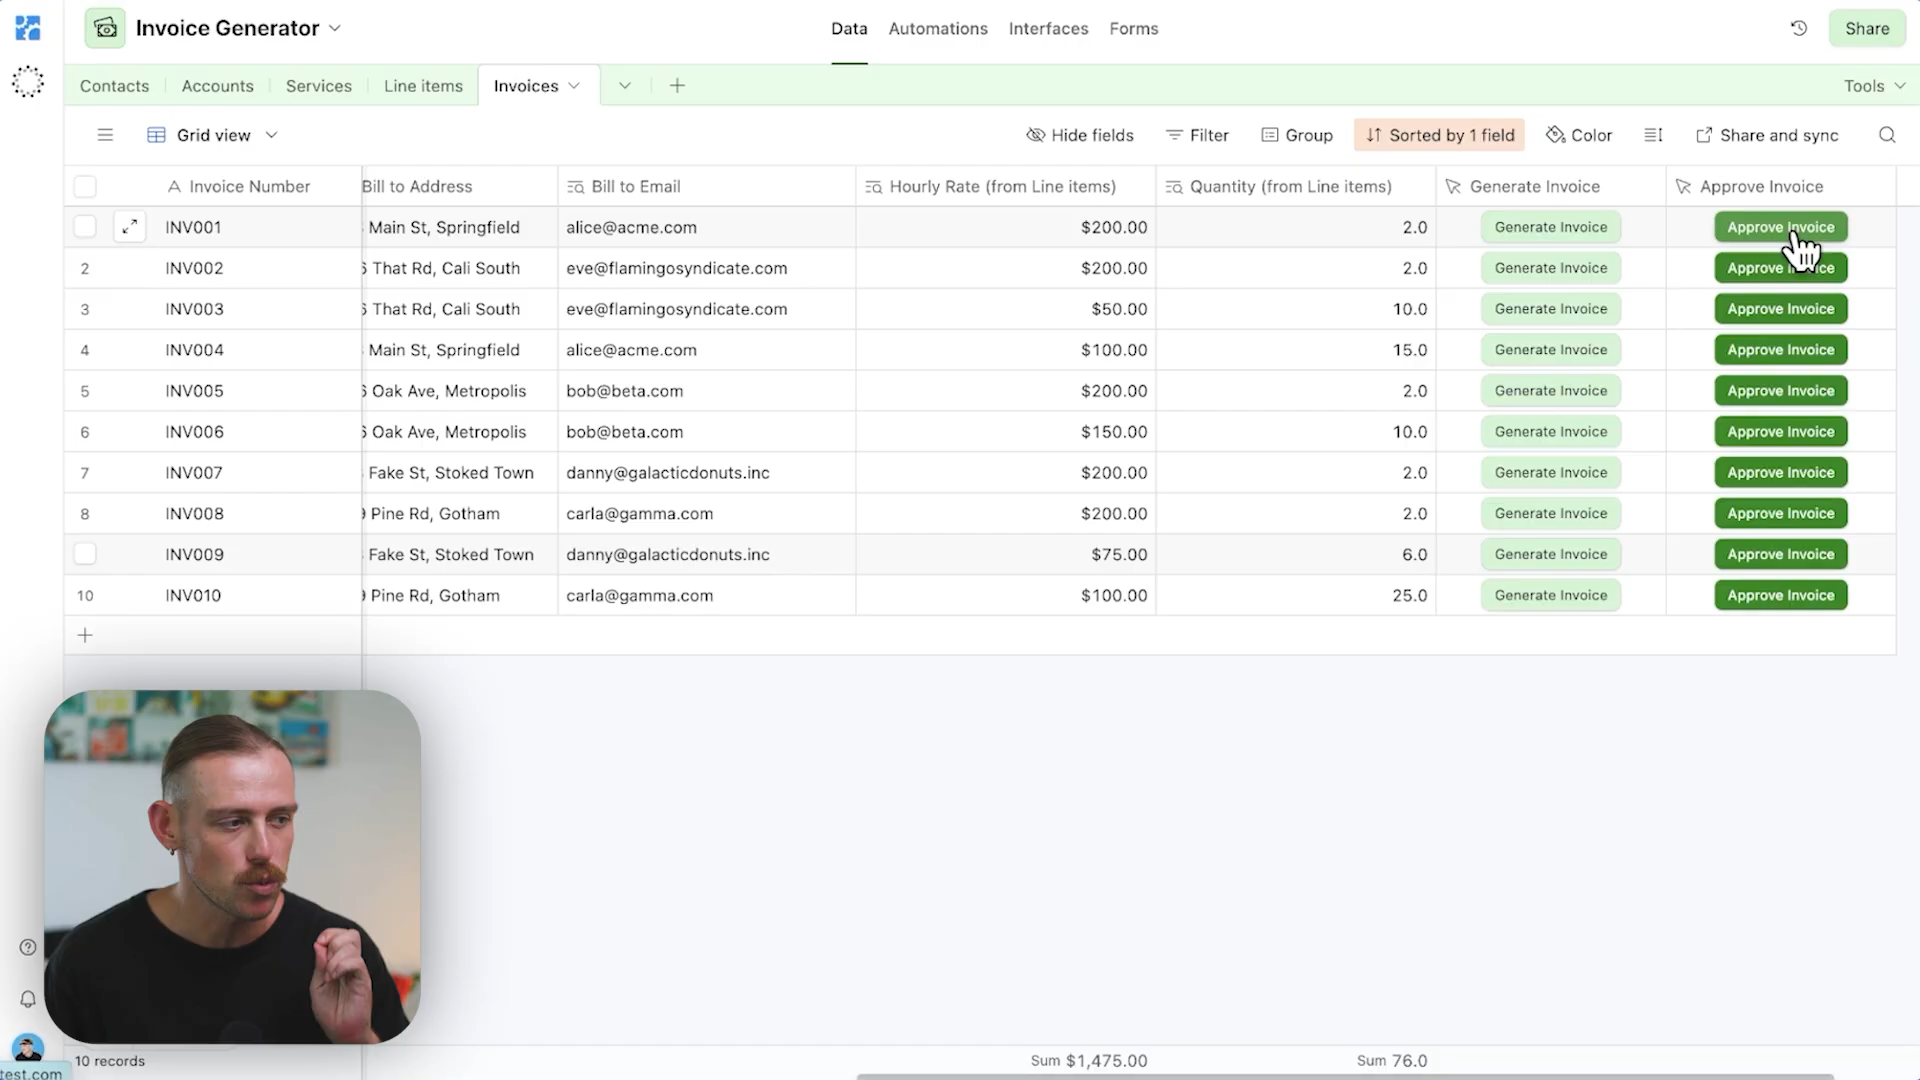 Invoice Generator Data Automations Interfaces Forms Share
Contacts Accounts Services Line items Invoices Tools
Grid view Hide fields Filter Group Sorted by 1 field Color Share and sync
Invoice Number Bill to Address Bill to Email Hourly Rate (from Line items) Quantity (from Line items) Generate Invoice Approve Invoice
INV001 Main St, Springfield alice@acme.com $200.00 2.0 Generate Invoice Approve Invoice
2 INV002 6 That Rd, Cali South eve@flamingosyndicate.com $200.00 2.0 Generate Invoice Approve Invoice
3 INV003 6 That Rd, Cali South eve@flamingosyndicate.com $50.00 10.0 Generate Invoice Approve Invoice
4 INV004 Main St, Springfield alice@acme.com $100.00 15.0 Generate Invoice Approve Invoice
5 INV005 6 Oak Ave, Metropolis bob@beta.com $200.00 2.0 Generate Invoice Approve Invoice
6 INV006 6 Oak Ave, Metropolis bob@beta.com $150.00 10.0 Generate Invoice Approve Invoice
7 INV007 Fake St, Stoked Town danny@galacticdonuts.inc $200.00 2.0 Generate Invoice Approve Invoice
8 INV008 9 Pine Rd, Gotham carla@gamma.com $200.00 2.0 Generate Invoice Approve Invoice
INV009 Fake St, Stoked Town danny@galacticdonuts.inc $75.00 6.0 Generate Invoice Approve Invoice
10 INV010 9 Pine Rd, Gotham carla@gamma.com $100.00 25.0 Generate Invoice Approve Invoice
10 records Sum $1,475.00 Sum 76.0
test.com